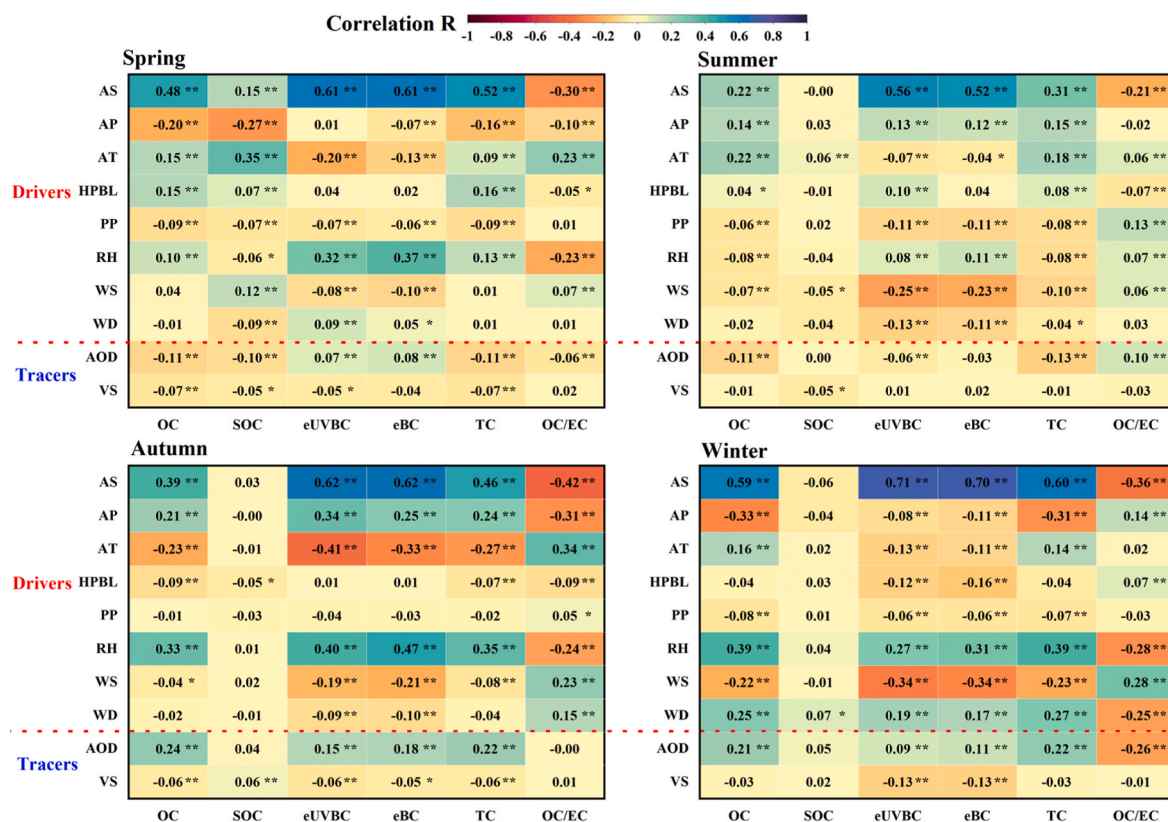 Correlation R
-1 -0.8 -0.6 -0.4 -0.2 0 0.2 0.4 0.6 0.8 1
Spring
AS 0.48 ** 0.15 ** 0.61 ** 0.61 ** 0.52 ** -0.30 **
AP -0.20 ** -0.27 ** 0.01 -0.07 ** -0.16 ** -0.10 **
AT 0.15 ** 0.35 ** -0.20 ** -0.13 ** 0.09 ** 0.23 **
Drivers HPBL 0.15 ** 0.07 ** 0.04 0.02 0.16 ** -0.05 *
PP -0.09 ** -0.07 ** -0.07 ** -0.06 ** -0.09 ** 0.01
RH 0.10 ** -0.06 * 0.32 ** 0.37 ** 0.13 ** -0.23 **
WS 0.04 0.12 ** -0.08 ** -0.10 ** 0.01 0.07 **
WD -0.01 -0.09 ** 0.09 ** 0.05 * 0.01 0.01
AOD -0.11 ** -0.10 ** 0.07 ** 0.08 ** -0.11 ** -0.06 **
Tracers VS -0.07 ** -0.05 * -0.05 * -0.04 -0.07 ** 0.02
OC SOC eUVBC eBC TC OC/EC
Summer
AS 0.22 ** -0.00 0.56 ** 0.52 ** 0.31 ** -0.21 **
AP 0.14 ** 0.03 0.13 ** 0.12 ** 0.15 ** -0.02
AT 0.22 ** 0.06 ** -0.07 ** -0.04 * 0.18 ** 0.06 **
HPBL 0.04 * -0.01 0.10 ** 0.04 0.08 ** -0.07 **
PP -0.06 ** 0.02 -0.11 ** -0.11 ** -0.08 ** 0.13 **
RH -0.08 ** -0.04 0.08 ** 0.11 ** -0.08 ** 0.07 **
WS -0.07 ** -0.05 * -0.25 ** -0.23 ** -0.10 ** 0.06 **
WD -0.02 -0.04 -0.13 ** -0.11 ** -0.04 * 0.03
AOD -0.11 ** 0.00 -0.06 ** -0.03 -0.13 ** 0.10 **
VS -0.01 -0.05 * 0.01 0.02 -0.01 -0.03
OC SOC eUVBC eBC TC OC/EC
Autumn
AS 0.39 ** 0.03 0.62 ** 0.62 ** 0.46 ** -0.42 **
AP 0.21 ** -0.00 0.34 ** 0.25 ** 0.24 ** -0.31 **
AT -0.23 ** -0.01 -0.41 ** -0.33 ** -0.27 ** 0.34 **
Drivers HPBL -0.09 ** -0.05 * 0.01 0.01 -0.07 ** -0.09 **
PP -0.01 -0.03 -0.04 -0.03 -0.02 0.05 *
RH 0.33 ** 0.01 0.40 ** 0.47 ** 0.35 ** -0.24 **
WS -0.04 * 0.02 -0.19 ** -0.21 ** -0.08 ** 0.23 **
WD -0.02 -0.01 -0.09 ** -0.10 ** -0.04 0.15 **
AOD 0.24 ** 0.04 0.15 ** 0.18 ** 0.22 ** -0.00
Tracers VS -0.06 ** 0.06 ** -0.06 ** -0.05 * -0.06 ** 0.01
OC SOC eUVBC eBC TC OC/EC
Winter
AS 0.59 ** -0.06 0.71 ** 0.70 ** 0.60 ** -0.36 **
AP -0.33 ** -0.04 -0.08 ** -0.11 ** -0.31 ** 0.14 **
AT 0.16 ** 0.02 -0.13 ** -0.11 ** 0.14 ** 0.02
HPBL -0.04 0.03 -0.12 ** -0.16 ** -0.04 0.07 **
PP -0.08 ** 0.01 -0.06 ** -0.06 ** -0.07 ** -0.03
RH 0.39 ** 0.04 0.27 ** 0.31 ** 0.39 ** -0.28 **
WS -0.22 ** -0.01 -0.34 ** -0.34 ** -0.23 ** 0.28 **
WD 0.25 ** 0.07 * 0.19 ** 0.17 ** 0.27 ** -0.25 **
AOD 0.21 ** 0.05 0.09 ** 0.11 ** 0.22 ** -0.26 **
VS -0.03 0.02 -0.13 ** -0.13 ** -0.03 -0.01
OC SOC eUVBC eBC TC OC/EC